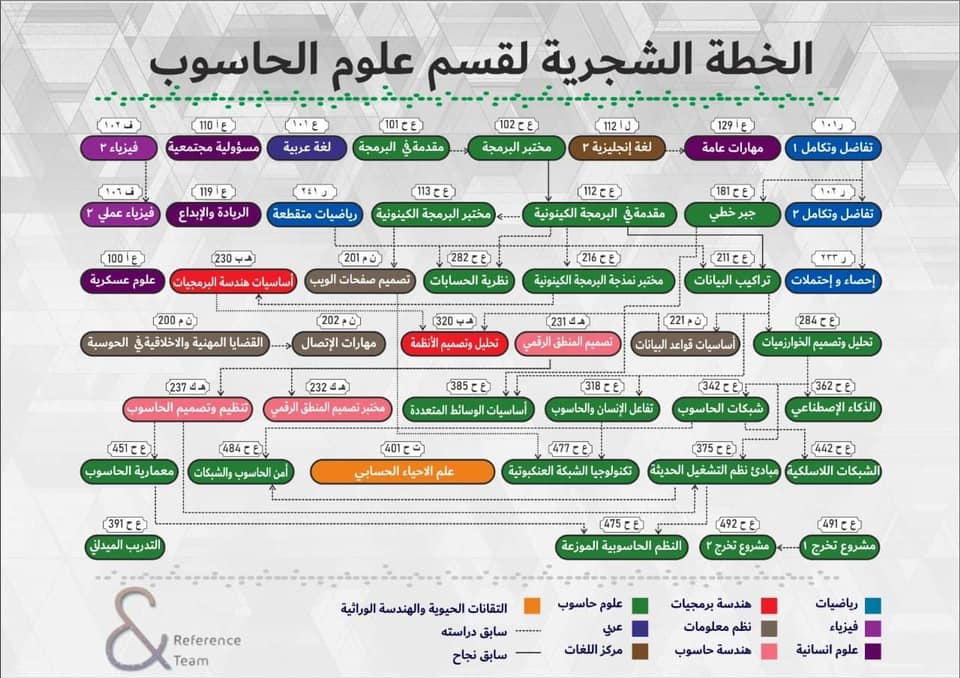 الخطة الشجرية لقسم علوم الحاسوب
ر ١٠١ ع أ 129 ل أ 112 ع ح 102 ع ح 101 ع ١٠١ ع أ 110 ف ١٠٢
تفاضل وتكامل ١ مهارات عامة لغة إنجليزية ٢ مختبر البرمجة مقدمة في البرمجة لغة عربية مسؤولية مجتمعية فيزياء ٢
ر ١٠٢ ع ح 181 ع ح 112 ع ح 113 ر ٢٤١ ع أ 119 ف ١٠٦
تفاضل وتكامل ٢ جبر خطي مقدمة في البرمجة الكينونية مختبر البرمجة الكينونية رياضيات متقطعة الريادة والإبداع فيزياء عملي ٢
ر ٢٣٣ ع ح 211 ع ح 216 ع ح 282 ن م 201 هـ ب 230 ع أ 100
إحصاء و إحتملات تراكيب البيانات مختبر نمذجة البرمجة الكينونية نظرية الحسابات تصميم صفحات الويب أساسيات هندسة البرمجيات علوم عسكرية
ع ح 284 ن م 221 هـ ك 231 هـ ب 320 ن م 202 ن م 200
تحليل وتصميم الخوارزميات أساسيات قواعد البيانات تصميم المنطق الرقمي تحليل وتصميم الأنظمة مهارات الإتصال القضايا المهنية والاخلاقية في الحوسبة
ع ح 362 ع ح 342 ع ح 318 ع ح 385 هـ ك 232 هـ ك 237
الذكاء الإصطناعي شبكات الحاسوب تفاعل الإنسان والحاسوب أساسيات الوسائط المتعددة مختبر تصميم المنطق الرقمي تنظيم وتصميم الحاسوب
ع ح 442 ع ح 375 ع ح 477 ت ح 401 ع ح 484 ع ح 451
الشبكات اللاسلكية مبادئ نظم التشغيل الحديثة تكنولوجيا الشبكة العنكبوتية علم الاحياء الحسابي أمن الحاسوب والشبكات معمارية الحاسوب
ع ح 491 ع ح 492 ع ح 475 ع ح 391
مشروع تخرج ١ مشروع تخرج ٢ النظم الحاسوبية الموزعة التدريب الميداني
رياضيات هندسة برمجيات علوم حاسوب التقانات الحيوية والهندسة الوراثية
فيزياء نظم معلومات عربي سابق دراسته
علوم انسانية هندسة حاسوب مركز اللغات سابق نجاح
& Reference
Team